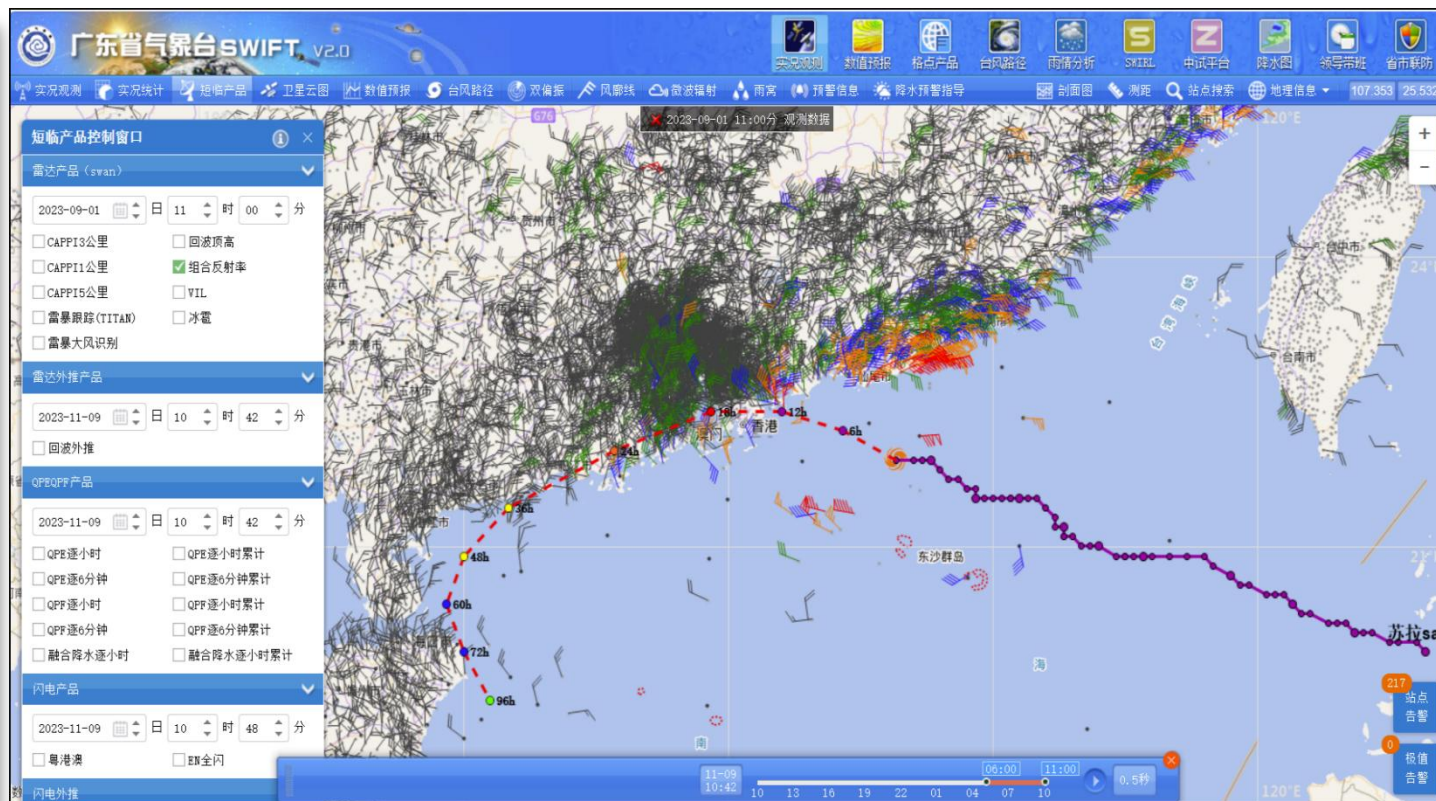 广东省气象台SWIFT V2.0
实况观测 数值预报 格点产品 台风路径 雨情分析 SWIRL 中试平台 降水图 领导带班 省市联防
实况观测 实况统计 短临产品 卫星云图 数值预报 台风路径 双偏振 风廓线 微波辐射 雨窝 预警信息 降水预警指导 剖面图 测距 站点搜索 地理信息 107.353 25.532
短临产品控制窗口
G76
2023-09-01 11:00分 观测数据
120°E
+
−
雷达产品（swan）
2023-09-01 日 11 时 00 分
CAPPI3公里 回波顶高
CAPPI1公里 组合反射率
CAPPI5公里 VIL
雷暴跟踪(TITAN) 冰雹
雷暴大风识别
雷达外推产品
2023-11-09 日 10 时 42 分
回波外推
QPEQPF产品
2023-11-09 日 10 时 42 分
QPE逐小时 QPE逐小时累计
QPE逐6分钟 QPE逐6分钟累计
QPF逐小时 QPF逐小时累计
QPF逐6分钟 QPF逐6分钟累计
融合降水逐小时 融合降水逐小时累计
闪电产品
2023-11-09 日 10 时 48 分
粤港澳 EN全闪
闪电外推
贺州市
台中市
24°
台南市
18h 12h
澳门 香港 6h
24h
36h
48h
东沙群岛
21°
60h
苏拉sa
72h
海
96h
南
217
站点
告警
0
极值
告警
11-09
10:42
06:00 11:00
10 13 16 19 22 01 04 07 10
0.5秒
120°E